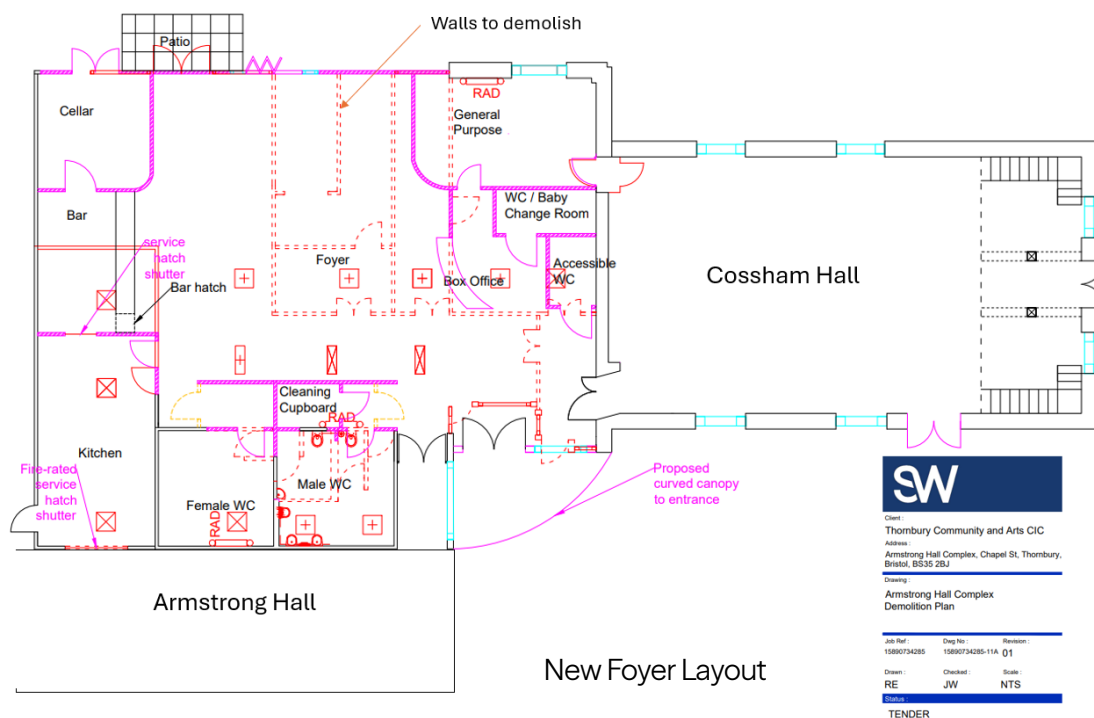 Walls to demolish
Patio
RAD
Cellar
General
Purpose
WC / Baby
Change Room
Bar
service
hatch
shutter
Foyer
Box Office
Accessible
WC
Cossham Hall
Bar hatch
Cleaning
Cupboard
RAD
Kitchen
Fire-rated
service
hatch
shutter
Male WC
Female WC
RAD
Proposed
curved canopy
to entrance
Armstrong Hall
New Foyer Layout
SW
Client :
Thornbury Community and Arts CIC
Address :
Armstrong Hall Complex, Chapel St, Thornbury,
Bristol, BS35 2BJ
Drawing :
Armstrong Hall Complex
Demolition Plan
Job Ref : Dwg No : Revision :
15890734285 15890734285-11A 01
Drawn : Checked : Scale :
RE JW NTS
Status :
TENDER